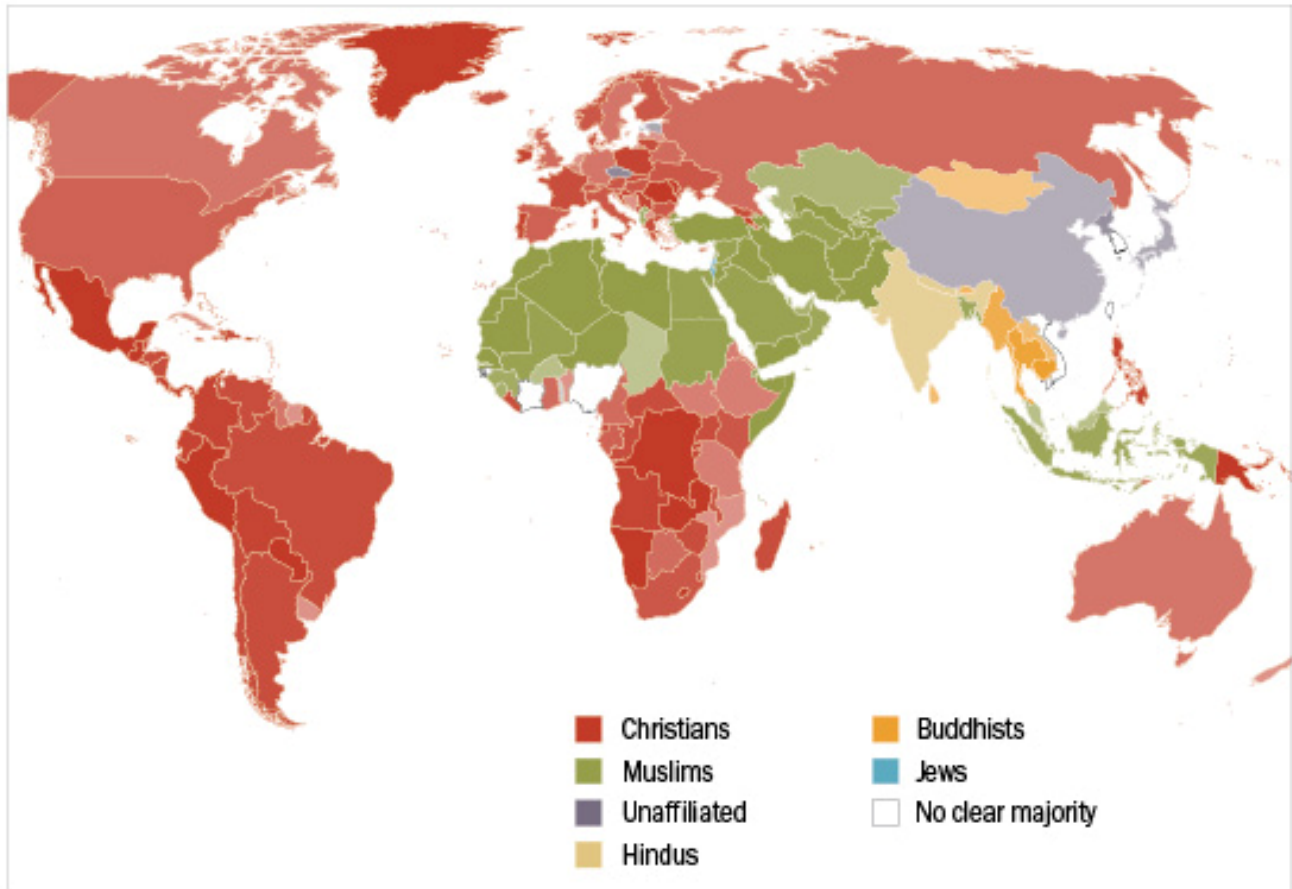 Christians
Muslims
Unaffiliated
Hindus
Buddhists
Jews
No clear majority